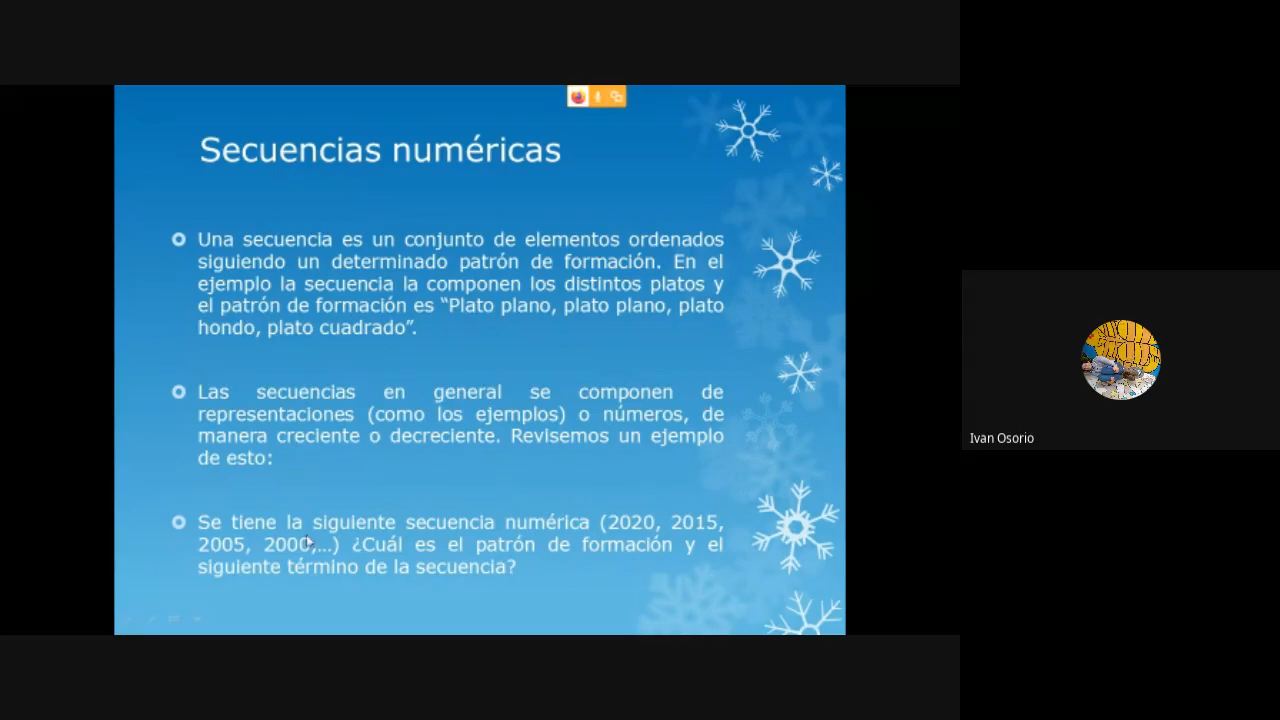 Secuencias numéricas
Una secuencia es un conjunto de elementos ordenados
siguiendo un determinado patrón de formación. En el
ejemplo la secuencia la componen los distintos platos y
el patrón de formación es “Plato plano, plato plano, plato
hondo, plato cuadrado”.
Las secuencias en general se componen de
representaciones (como los ejemplos) o números, de
manera creciente o decreciente. Revisemos un ejemplo
de esto:
Se tiene la siguiente secuencia numérica (2020, 2015,
2005, 2000,…) ¿Cuál es el patrón de formación y el
siguiente término de la secuencia?
Ivan Osorio